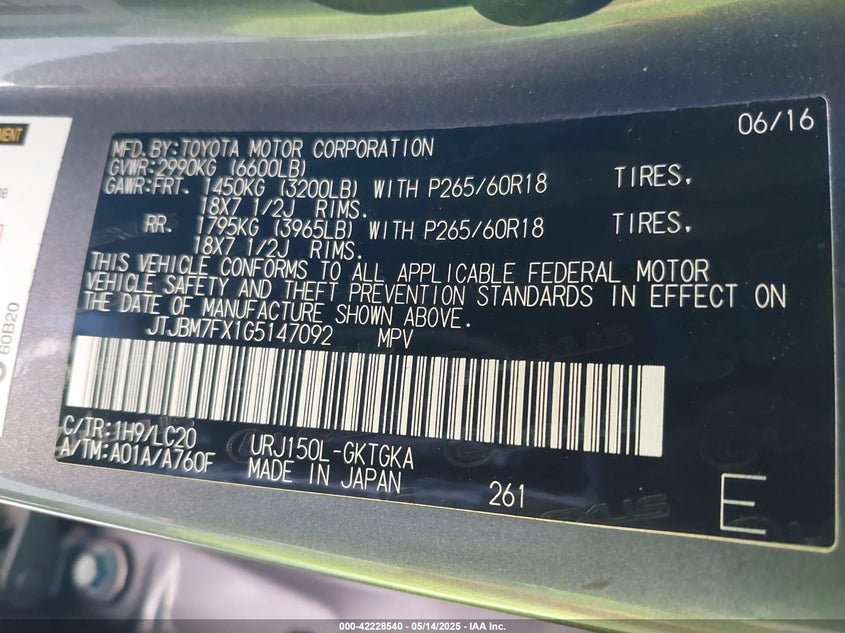 MENT
06/16
MFD.BY:TOYOTA MOTOR CORPORATION
GVWR:2990KG (6600LB)
GAWR:FRT. 1450KG (3200LB) WITH P265/60R18 TIRES.
18X7 1/2J RIMS.
RR. 1795KG (3965LB) WITH P265/60R18 TIRES.
18X7 1/2J RIMS.
THIS VEHICLE CONFORMS TO ALL APPLICABLE FEDERAL MOTOR
VEHICLE SAFETY AND THEFT PREVENTION STANDARDS IN EFFECT ON
THE DATE OF MANUFACTURE SHOWN ABOVE.
JTJBM7FX1G5147092 MPV
C/TR:1H9/LC20 URJ150L-GKTGKA
A/TM:A01A/A760F MADE IN JAPAN
261
E
60B20
000-42228540 - 05/14/2025 - IAA Inc.